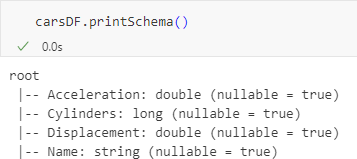 carsDF.printSchema()
0.0s
root
 |-- Acceleration: double (nullable = true)
 |-- Cylinders: long (nullable = true)
 |-- Displacement: double (nullable = true)
 |-- Name: string (nullable = true)